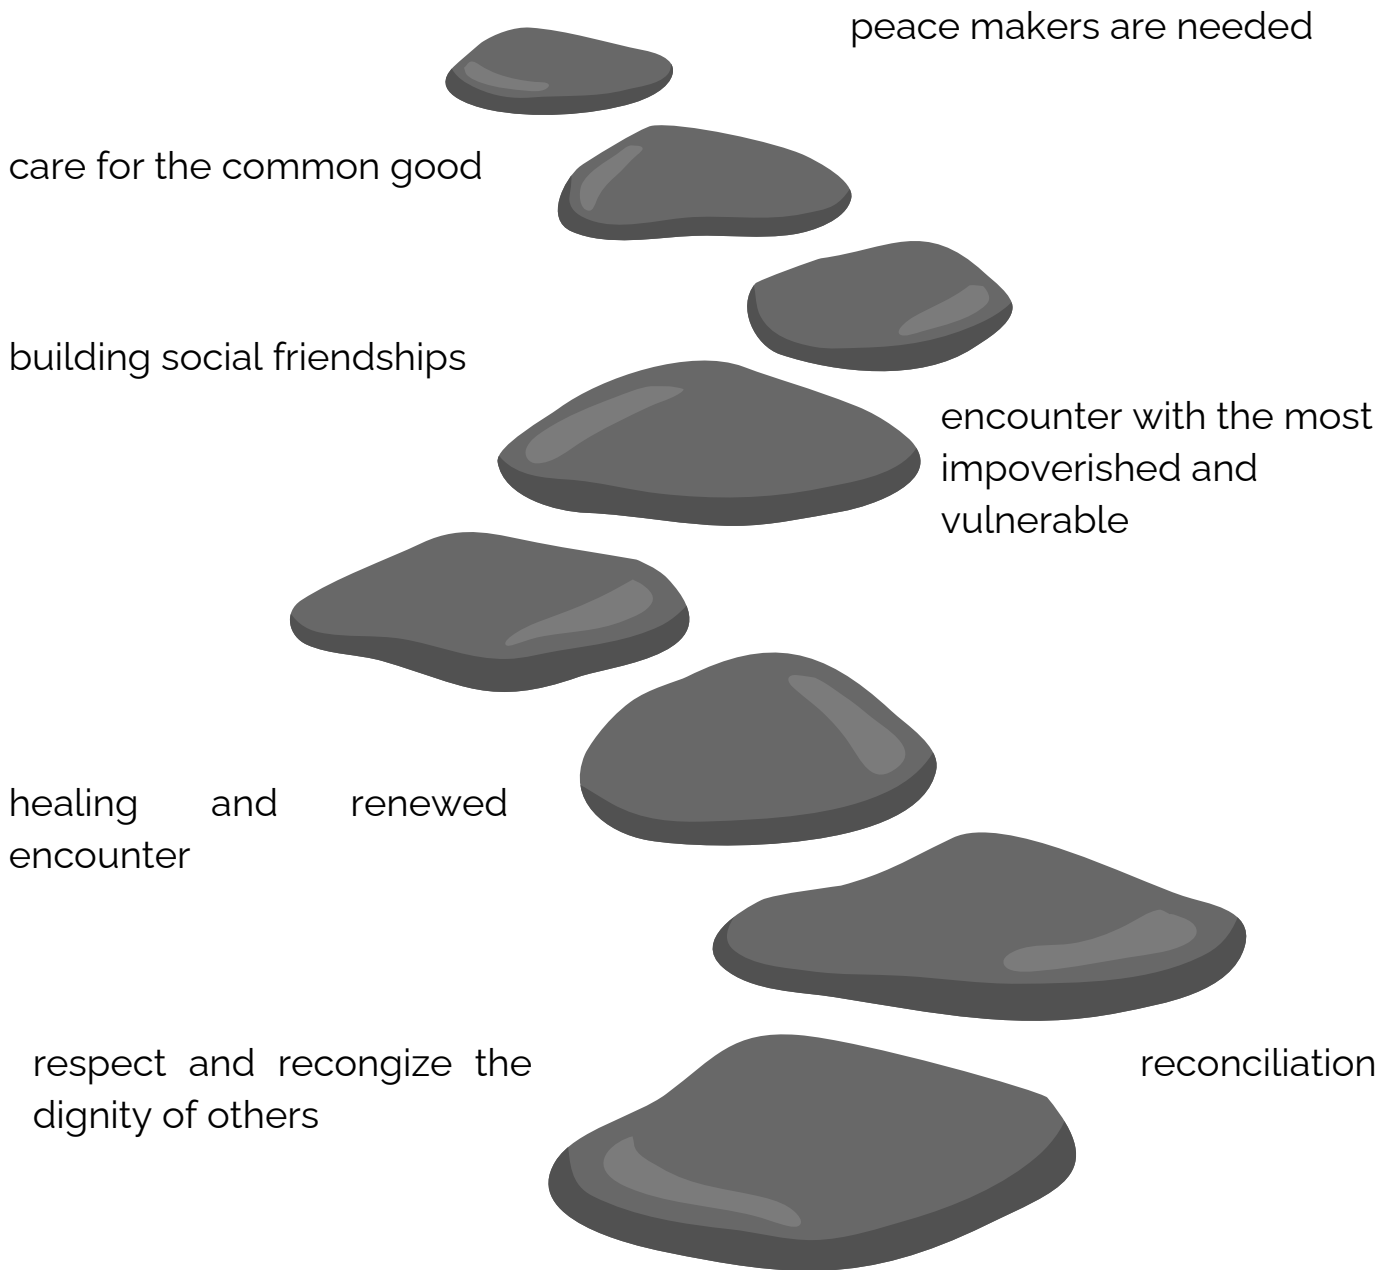 peace makers are needed
care for the common good
building social friendships
encounter with the most
impoverished and
vulnerable
healing and renewed
encounter
respect and recongize the
dignity of others
reconciliation